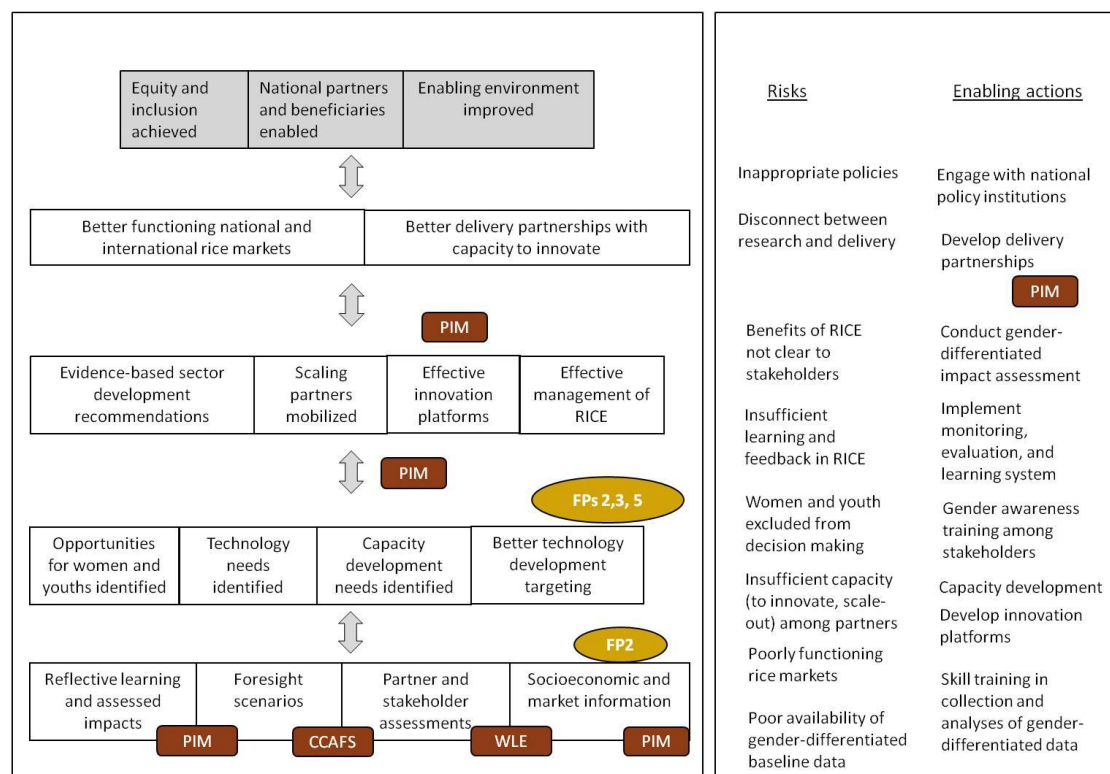 Equity and
inclusion
achieved
National partners
and beneficiaries
enabled
Enabling environment
improved
Better functioning national and
international rice markets
Better delivery partnerships with
capacity to innovate
PIM
Evidence-based sector
development
recommendations
Scaling
partners
mobilized
Effective
innovation
platforms
Effective
management of
RICE
PIM
FPs 2,3, 5
Opportunities
for women and
youths identified
Technology
needs
identified
Capacity
development
needs identified
Better technology
development
targeting
FP2
Reflective learning
and assessed
impacts
Foresight
scenarios
Partner and
stakeholder
assessments
Socioeconomic and
market information
PIM
CCAFS
WLE
PIM
Risks
Inappropriate policies
Disconnect between
research and delivery
Benefits of RICE
not clear to
stakeholders
Insufficient
learning and
feedback in RICE
Women and youth
excluded from
decision making
Insufficient capacity
(to innovate, scale-
out) among partners
Poorly functioning
rice markets
Poor availability of
gender-differentiated
baseline data
Enabling actions
Engage with national
policy institutions
Develop delivery
partnerships
PIM
Conduct gender-
differentiated
impact assessment
Implement
monitoring,
evaluation, and
learning system
Gender awareness
training among
stakeholders
Capacity development
Develop innovation
platforms
Skill training in
collection and
analyses of gender-
differentiated data